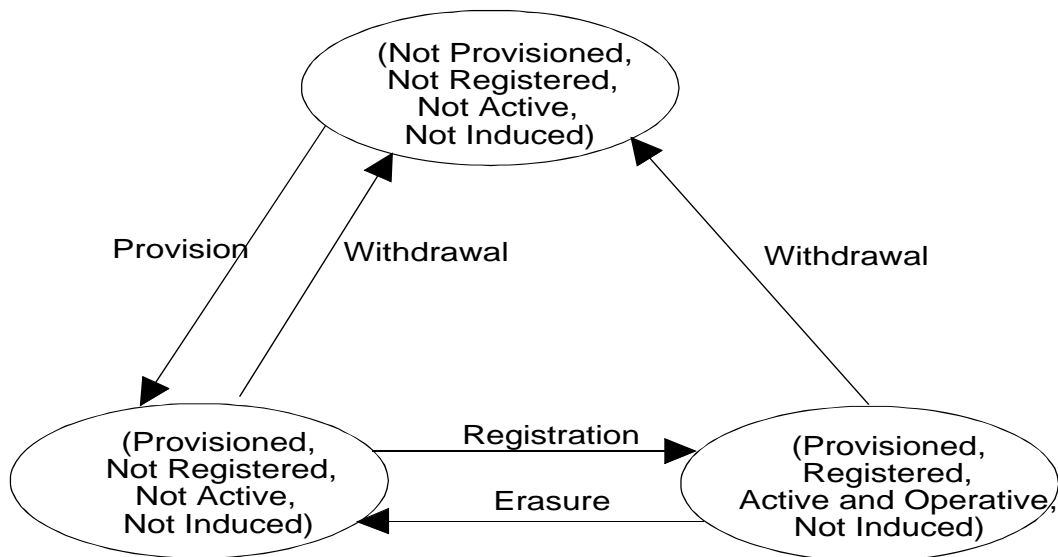 (Not Provisioned,
Not Registered,
Not Active,
Not Induced)
Provision
Withdrawal
Withdrawal
(Provisioned,
Not Registered,
Not Active,
Not Induced)
Registration
Erasure
(Provisioned,
Registered,
Active and Operative,
Not Induced)